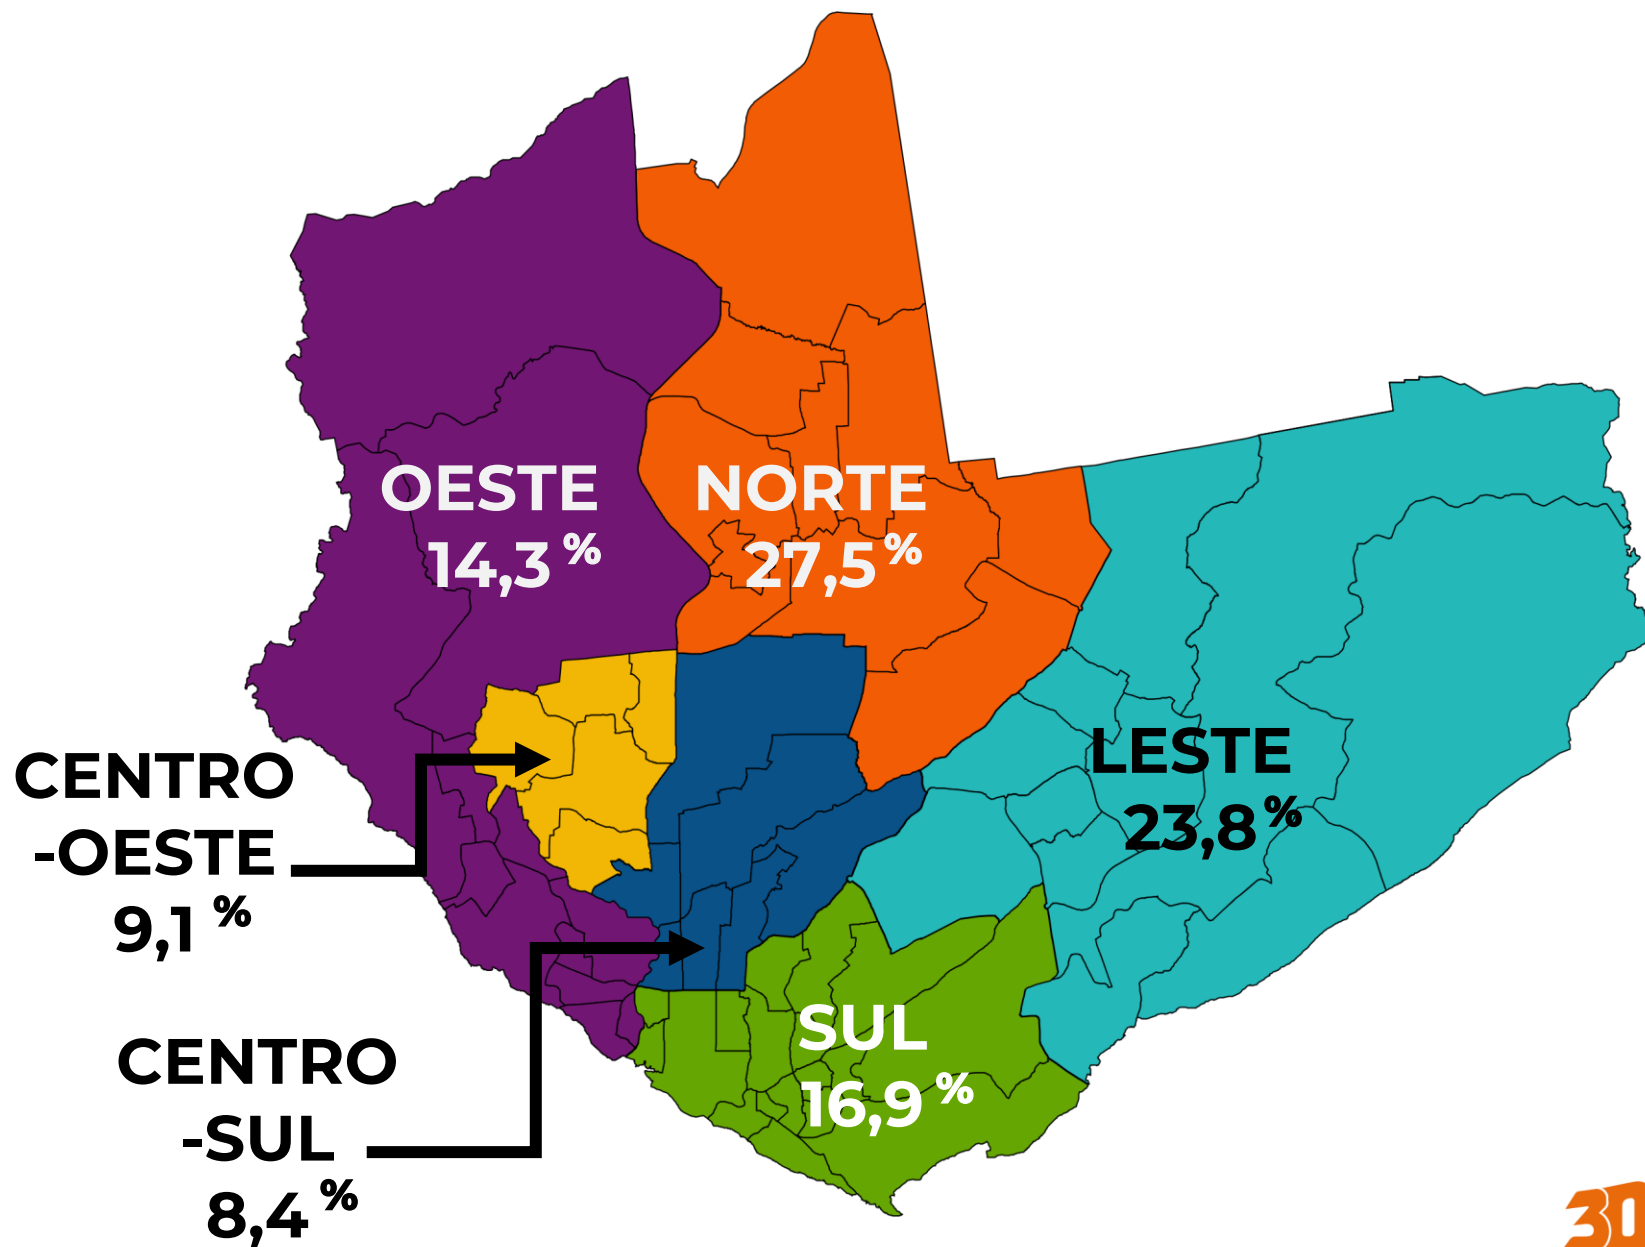 OESTE
14,3 %
NORTE
27,5 %
CENTRO
-OESTE
9,1 %
LESTE
23,8 %
CENTRO
-SUL
8,4 %
SUL
16,9 %
30